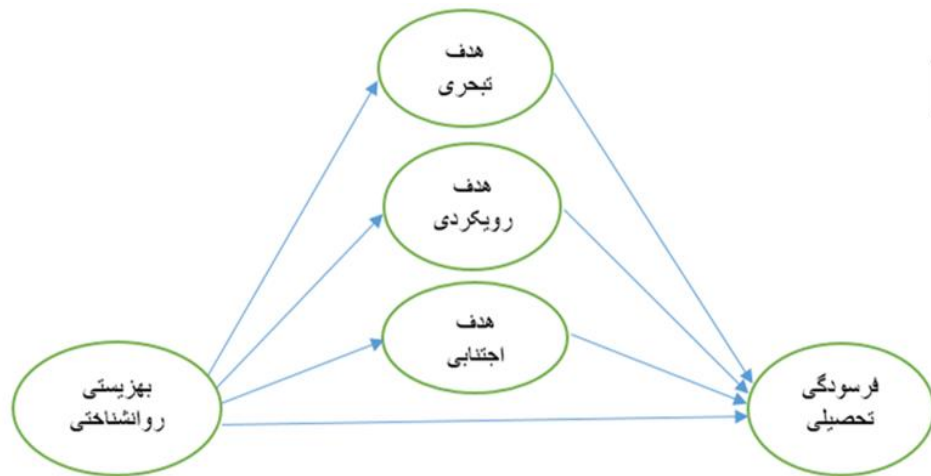 هدف
تبحری
هدف
رویکردی
هدف
اجتنابی
بهزیستی
روانشناختی
فرسودگی
تحصیلی